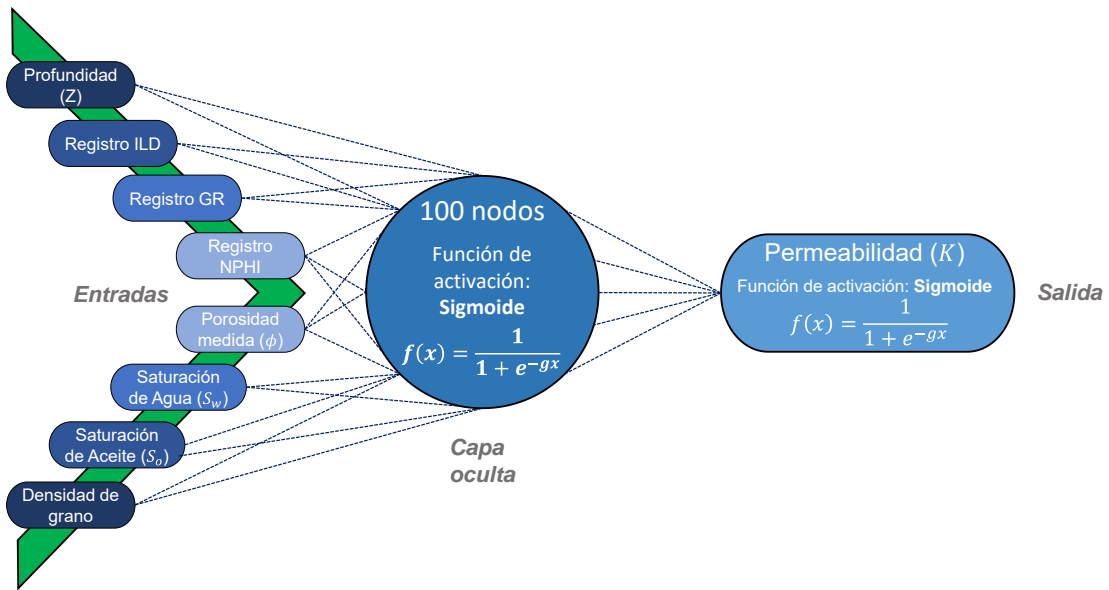 Profundidad
(Z)
Registro ILD
Registro GR
Registro
NPHI
Entradas
Porosidad
medida (ϕ)
Saturación
de Agua (S_w)
Saturación
de Aceite (S_o)
Densidad de
grano
100 nodos
Función de
activación:
Sigmoide
f(x) = 1 / (1 + e^{-gx})
Capa
oculta
Permeabilidad (K)
Función de activación: Sigmoide
f(x) = 1 / (1 + e^{-gx})
Salida